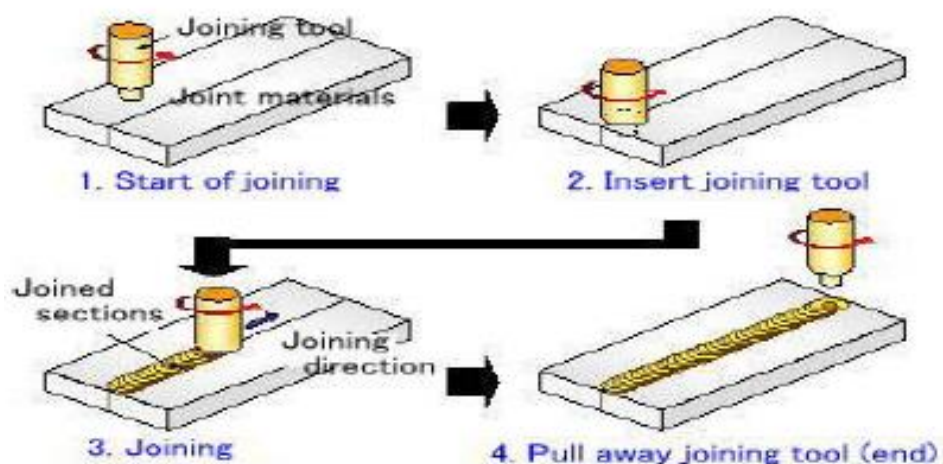 Joining tool
Joint materials
1. Start of joining
2. Insert joining tool
Joined
sections
Joining
direction
3. Joining
4. Pull away joining tool (end)